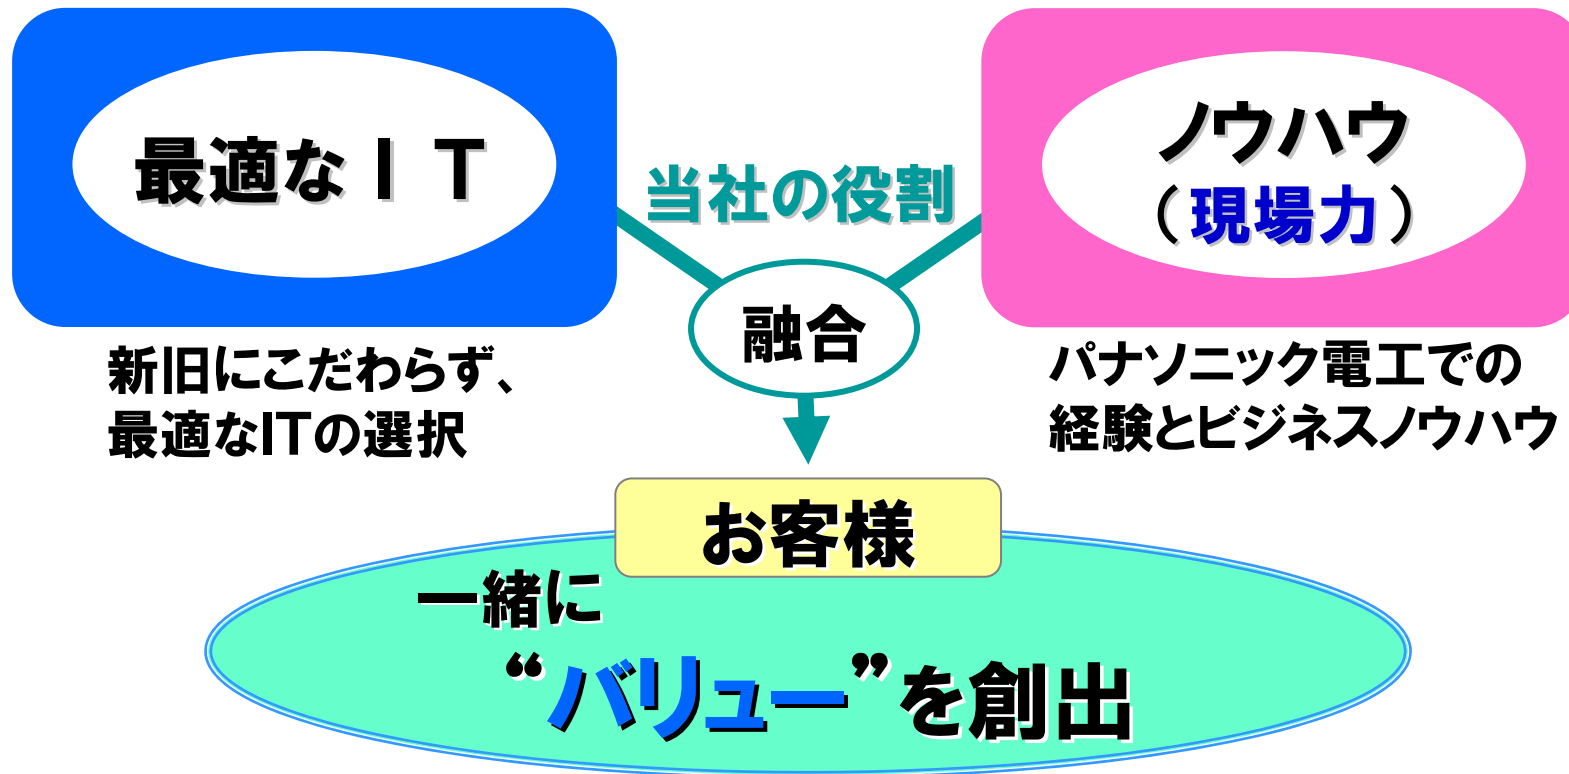 最適なＩＴ
ノウハウ
（現場力）
当社の役割
融合
新旧にこだわらず、
最適なITの選択
パナソニック電工での
経験とビジネスノウハウ
お客様
一緒に
“バリュー”を創出